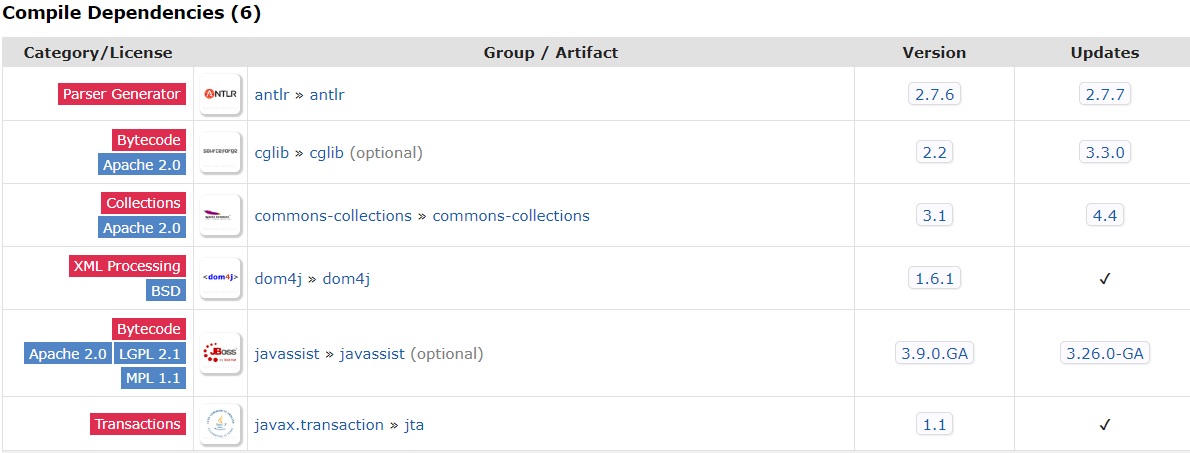 Compile Dependencies (6)
Category/License Group / Artifact Version Updates
Parser Generator ANTLR antlr » antlr 2.7.6 2.7.7
Bytecode
Apache 2.0 sourceforge cglib » cglib (optional) 2.2 3.3.0
Collections
Apache 2.0 commons-collections » commons-collections 3.1 4.4
XML Processing
BSD <dom4j> dom4j » dom4j 1.6.1 ✓
Bytecode
Apache 2.0 LGPL 2.1 JBoss javassist » javassist (optional) 3.9.0.GA 3.26.0-GA
MPL 1.1
Transactions javax.transaction » jta 1.1 ✓